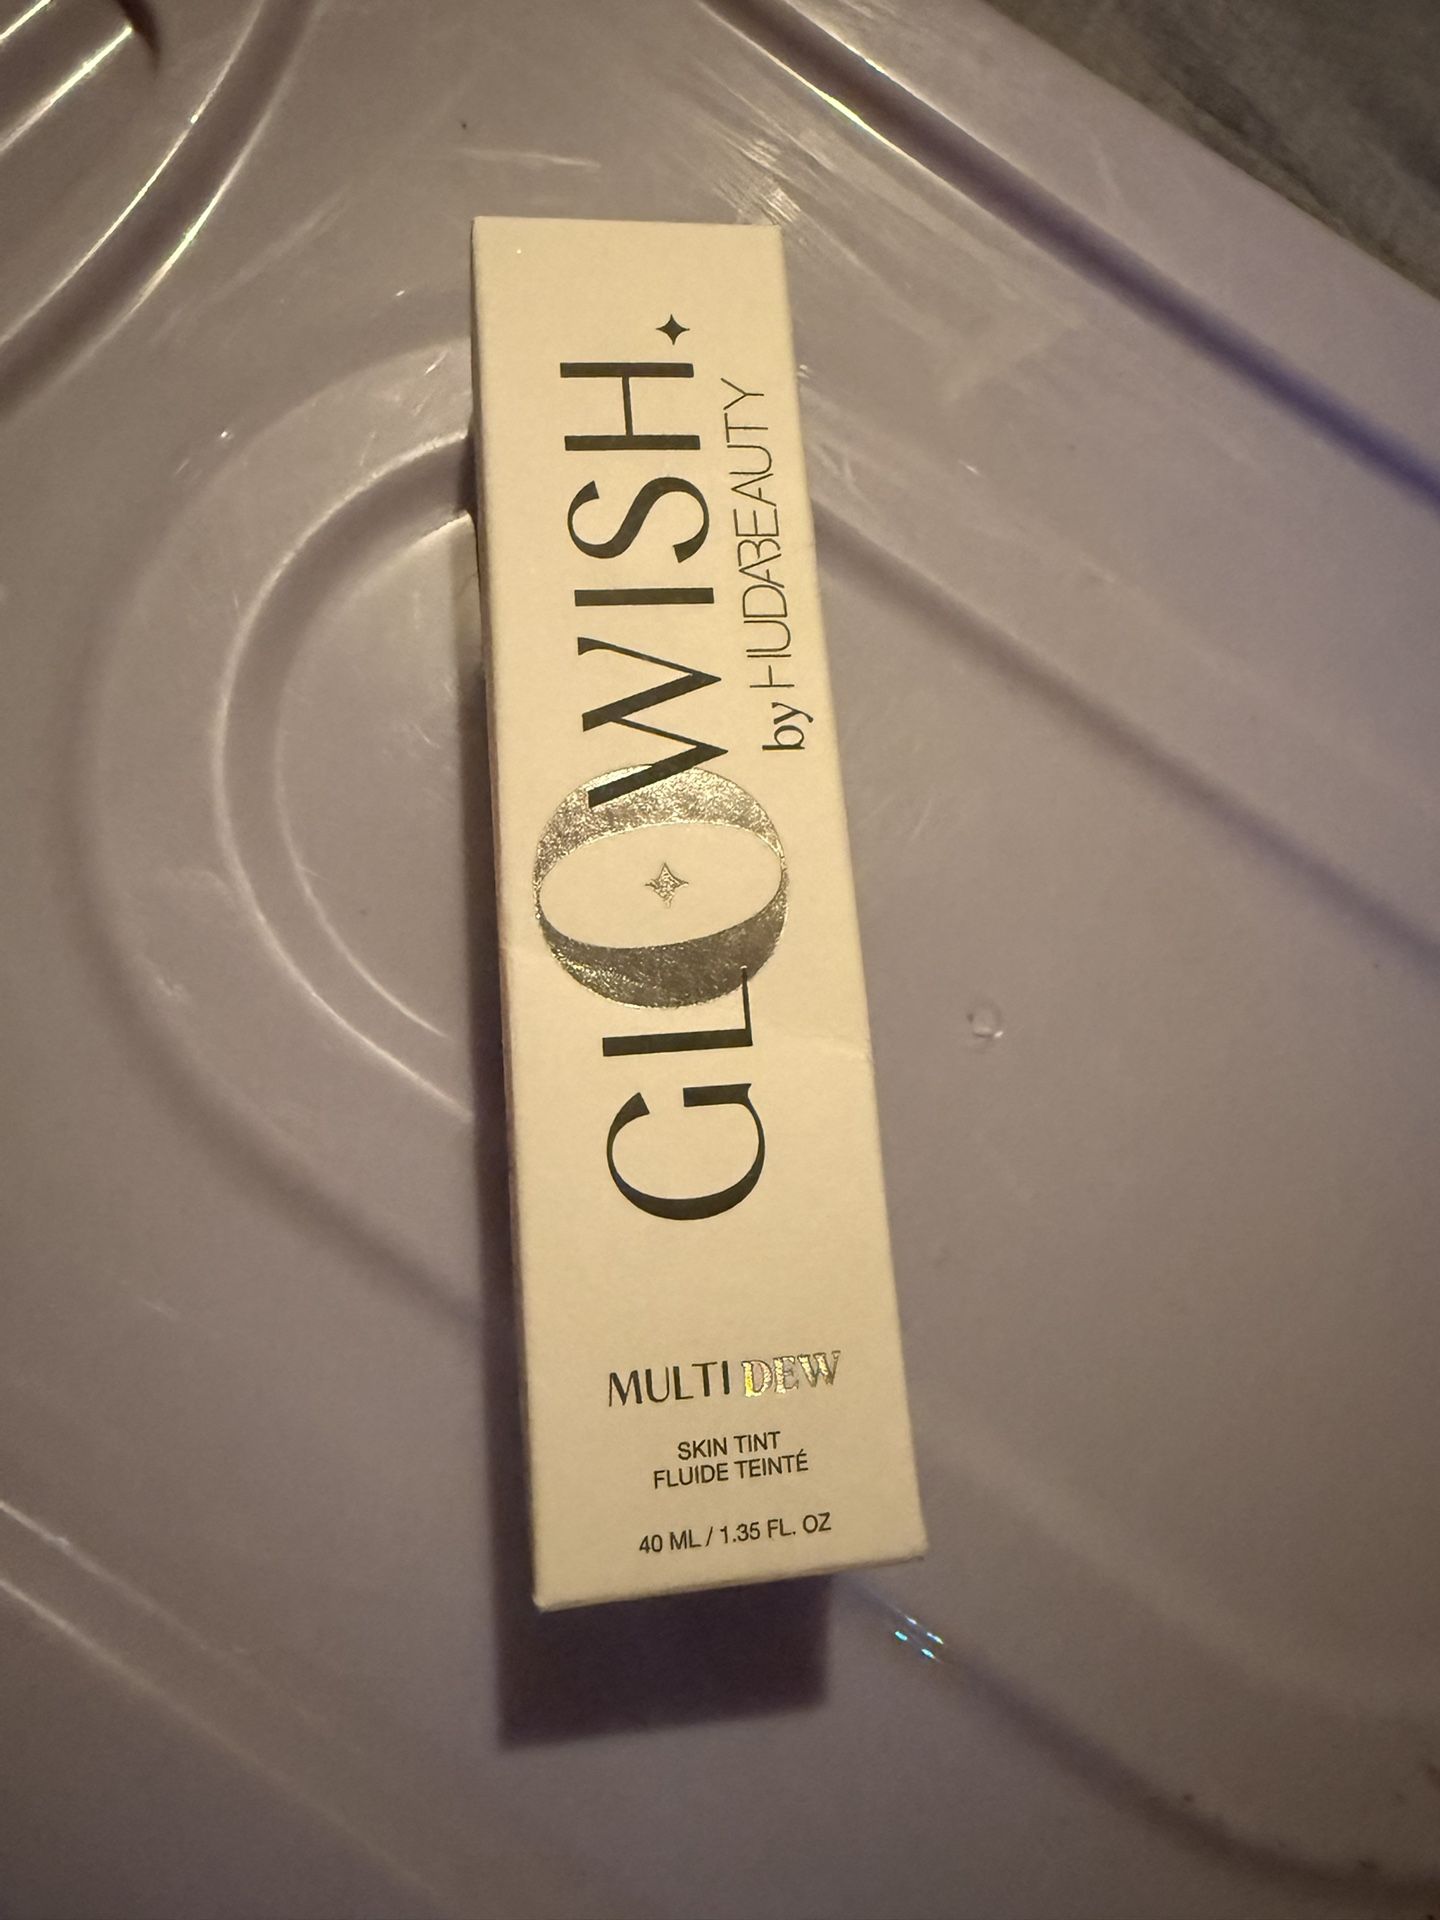 GLOWISH
by HUDABEAUTY
MULTI DEW
SKIN TINT
FLUIDE TEINTÉ
40 ML / 1.35 FL. OZ